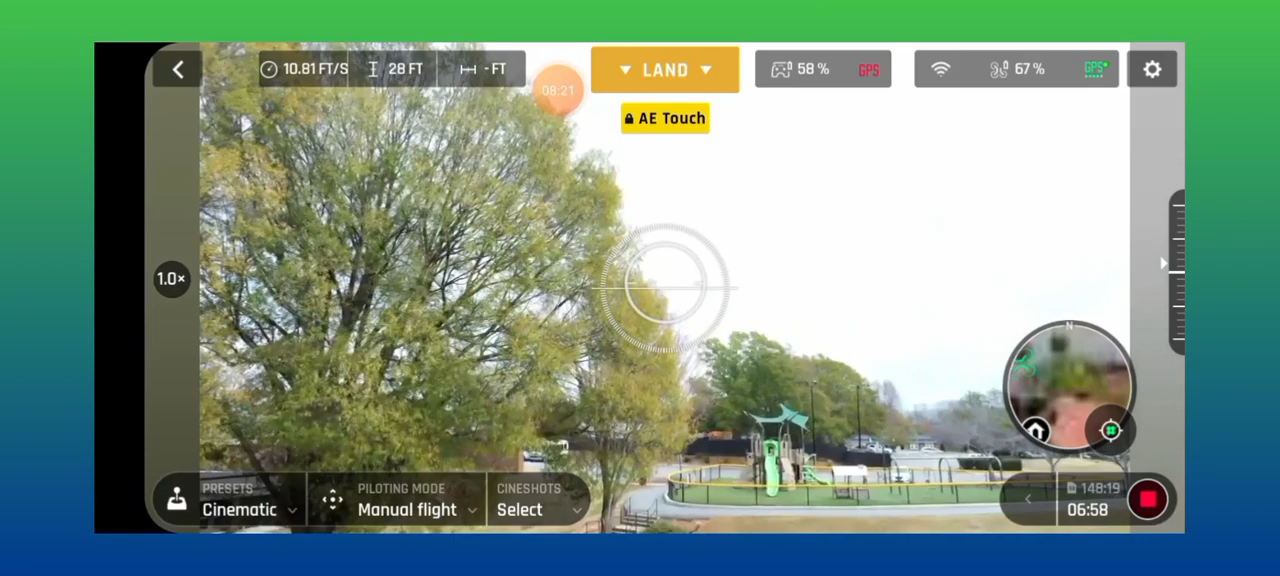 10.81 FT/S 28 FT - FT
08:21
LAND
58 % GPS
67 % GPS
AE Touch
1.0×
N
PRESETS
Cinematic
PILOTING MODE
Manual flight
CINESHOTS
Select
148:19
06:58